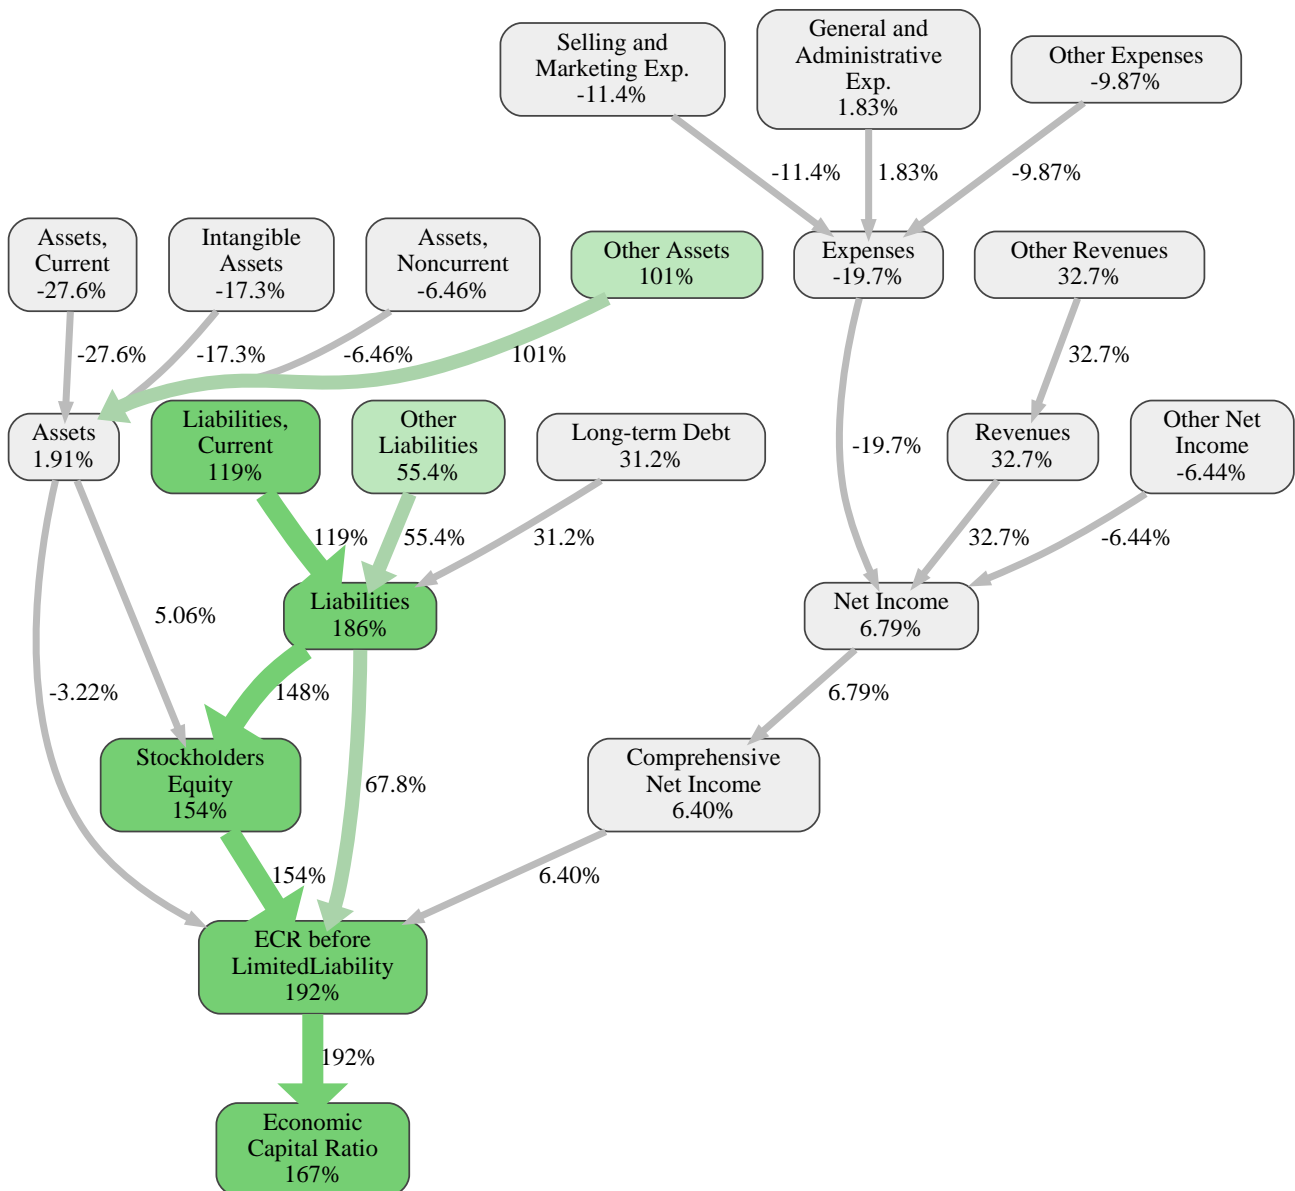 Selling and
Marketing Exp.
-11.4%
General and
Administrative
Exp.
1.83%
Other Expenses
-9.87%
-11.4%
1.83%
-9.87%
Assets,
Current
-27.6%
Intangible
Assets
-17.3%
Assets,
Noncurrent
-6.46%
Other Assets
101%
Expenses
-19.7%
Other Revenues
32.7%
-27.6%
-17.3%
-6.46%
101%
32.7%
Assets
1.91%
Liabilities,
Current
119%
Other
Liabilities
55.4%
Long-term Debt
31.2%
-19.7%
Revenues
32.7%
Other Net
Income
-6.44%
119%
55.4%
31.2%
32.7%
-6.44%
5.06%
Liabilities
186%
Net Income
6.79%
-3.22%
148%
6.79%
Stockholders
Equity
154%
67.8%
Comprehensive
Net Income
6.40%
154%
6.40%
ECR before
LimitedLiability
192%
192%
Economic
Capital Ratio
167%